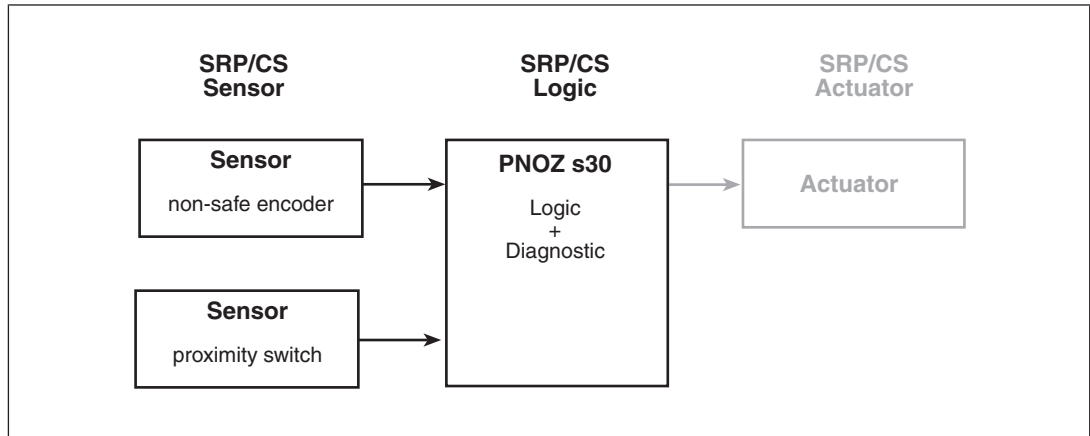 SRP/CS
Sensor
SRP/CS
Logic
SRP/CS
Actuator
Sensor
non-safe encoder
PNOZ s30
Logic
+
Diagnostic
Actuator
Sensor
proximity switch